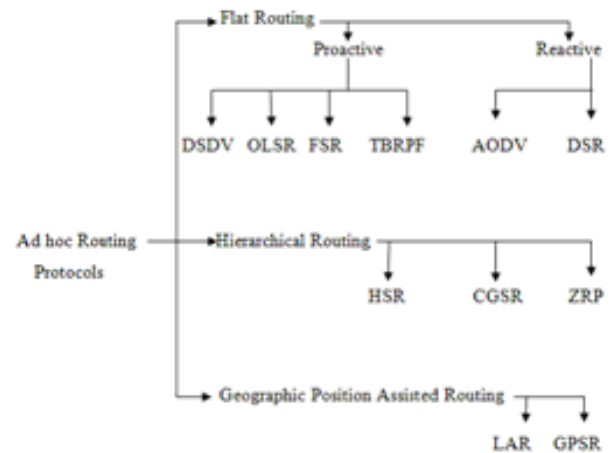 Flat Routing
Proactive Reactive
DSDV OLSR FSR TBRPF AODV DSR
Ad hoc Routing
Protocols
Hierarchical Routing
HSR CGSR ZRP
Geographic Position Assisted Routing
LAR GPSR